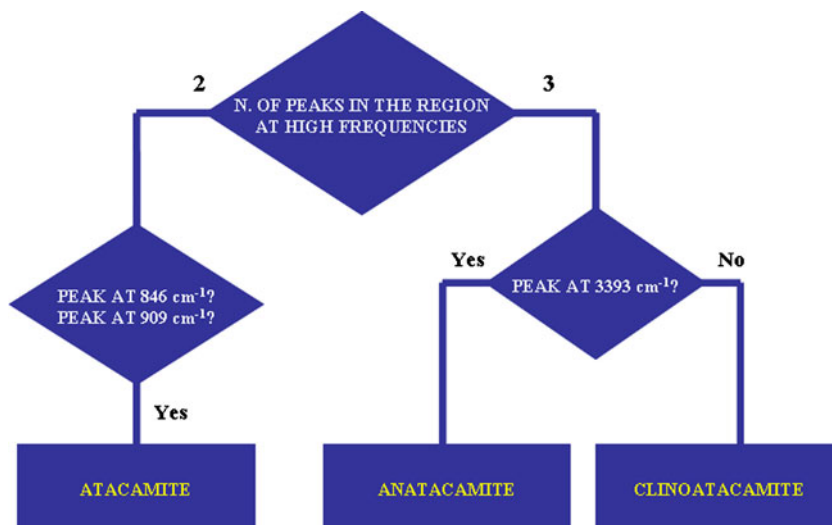 2
3
N. OF PEAKS IN THE REGION
AT HIGH FREQUENCIES
Yes
No
PEAK AT 846 cm⁻¹?
PEAK AT 909 cm⁻¹?
PEAK AT 3393 cm⁻¹?
Yes
ATACAMITE
ANATACAMITE
CLINOATACAMITE